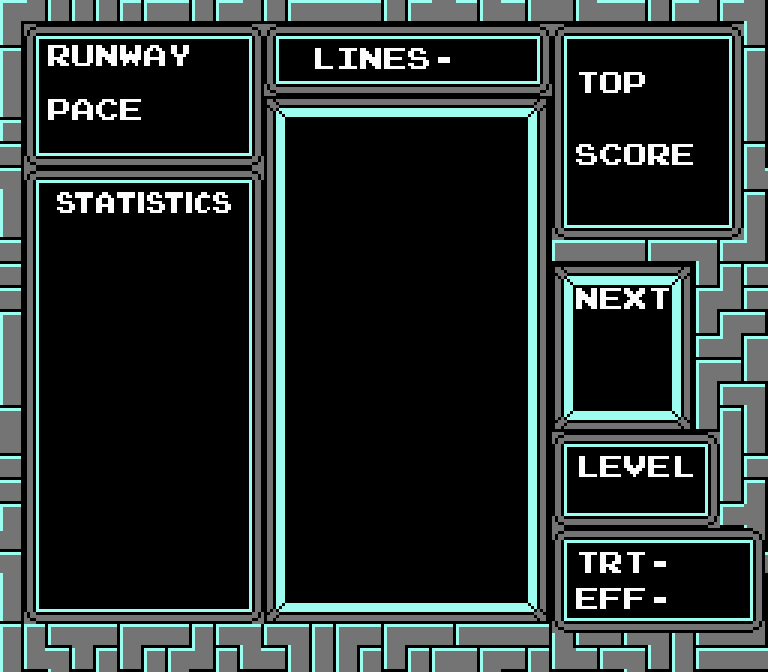 RUNWAY
PACE
STATISTICS
LINES-
TOP
SCORE
NEXT
LEVEL
TRT-
EFF-